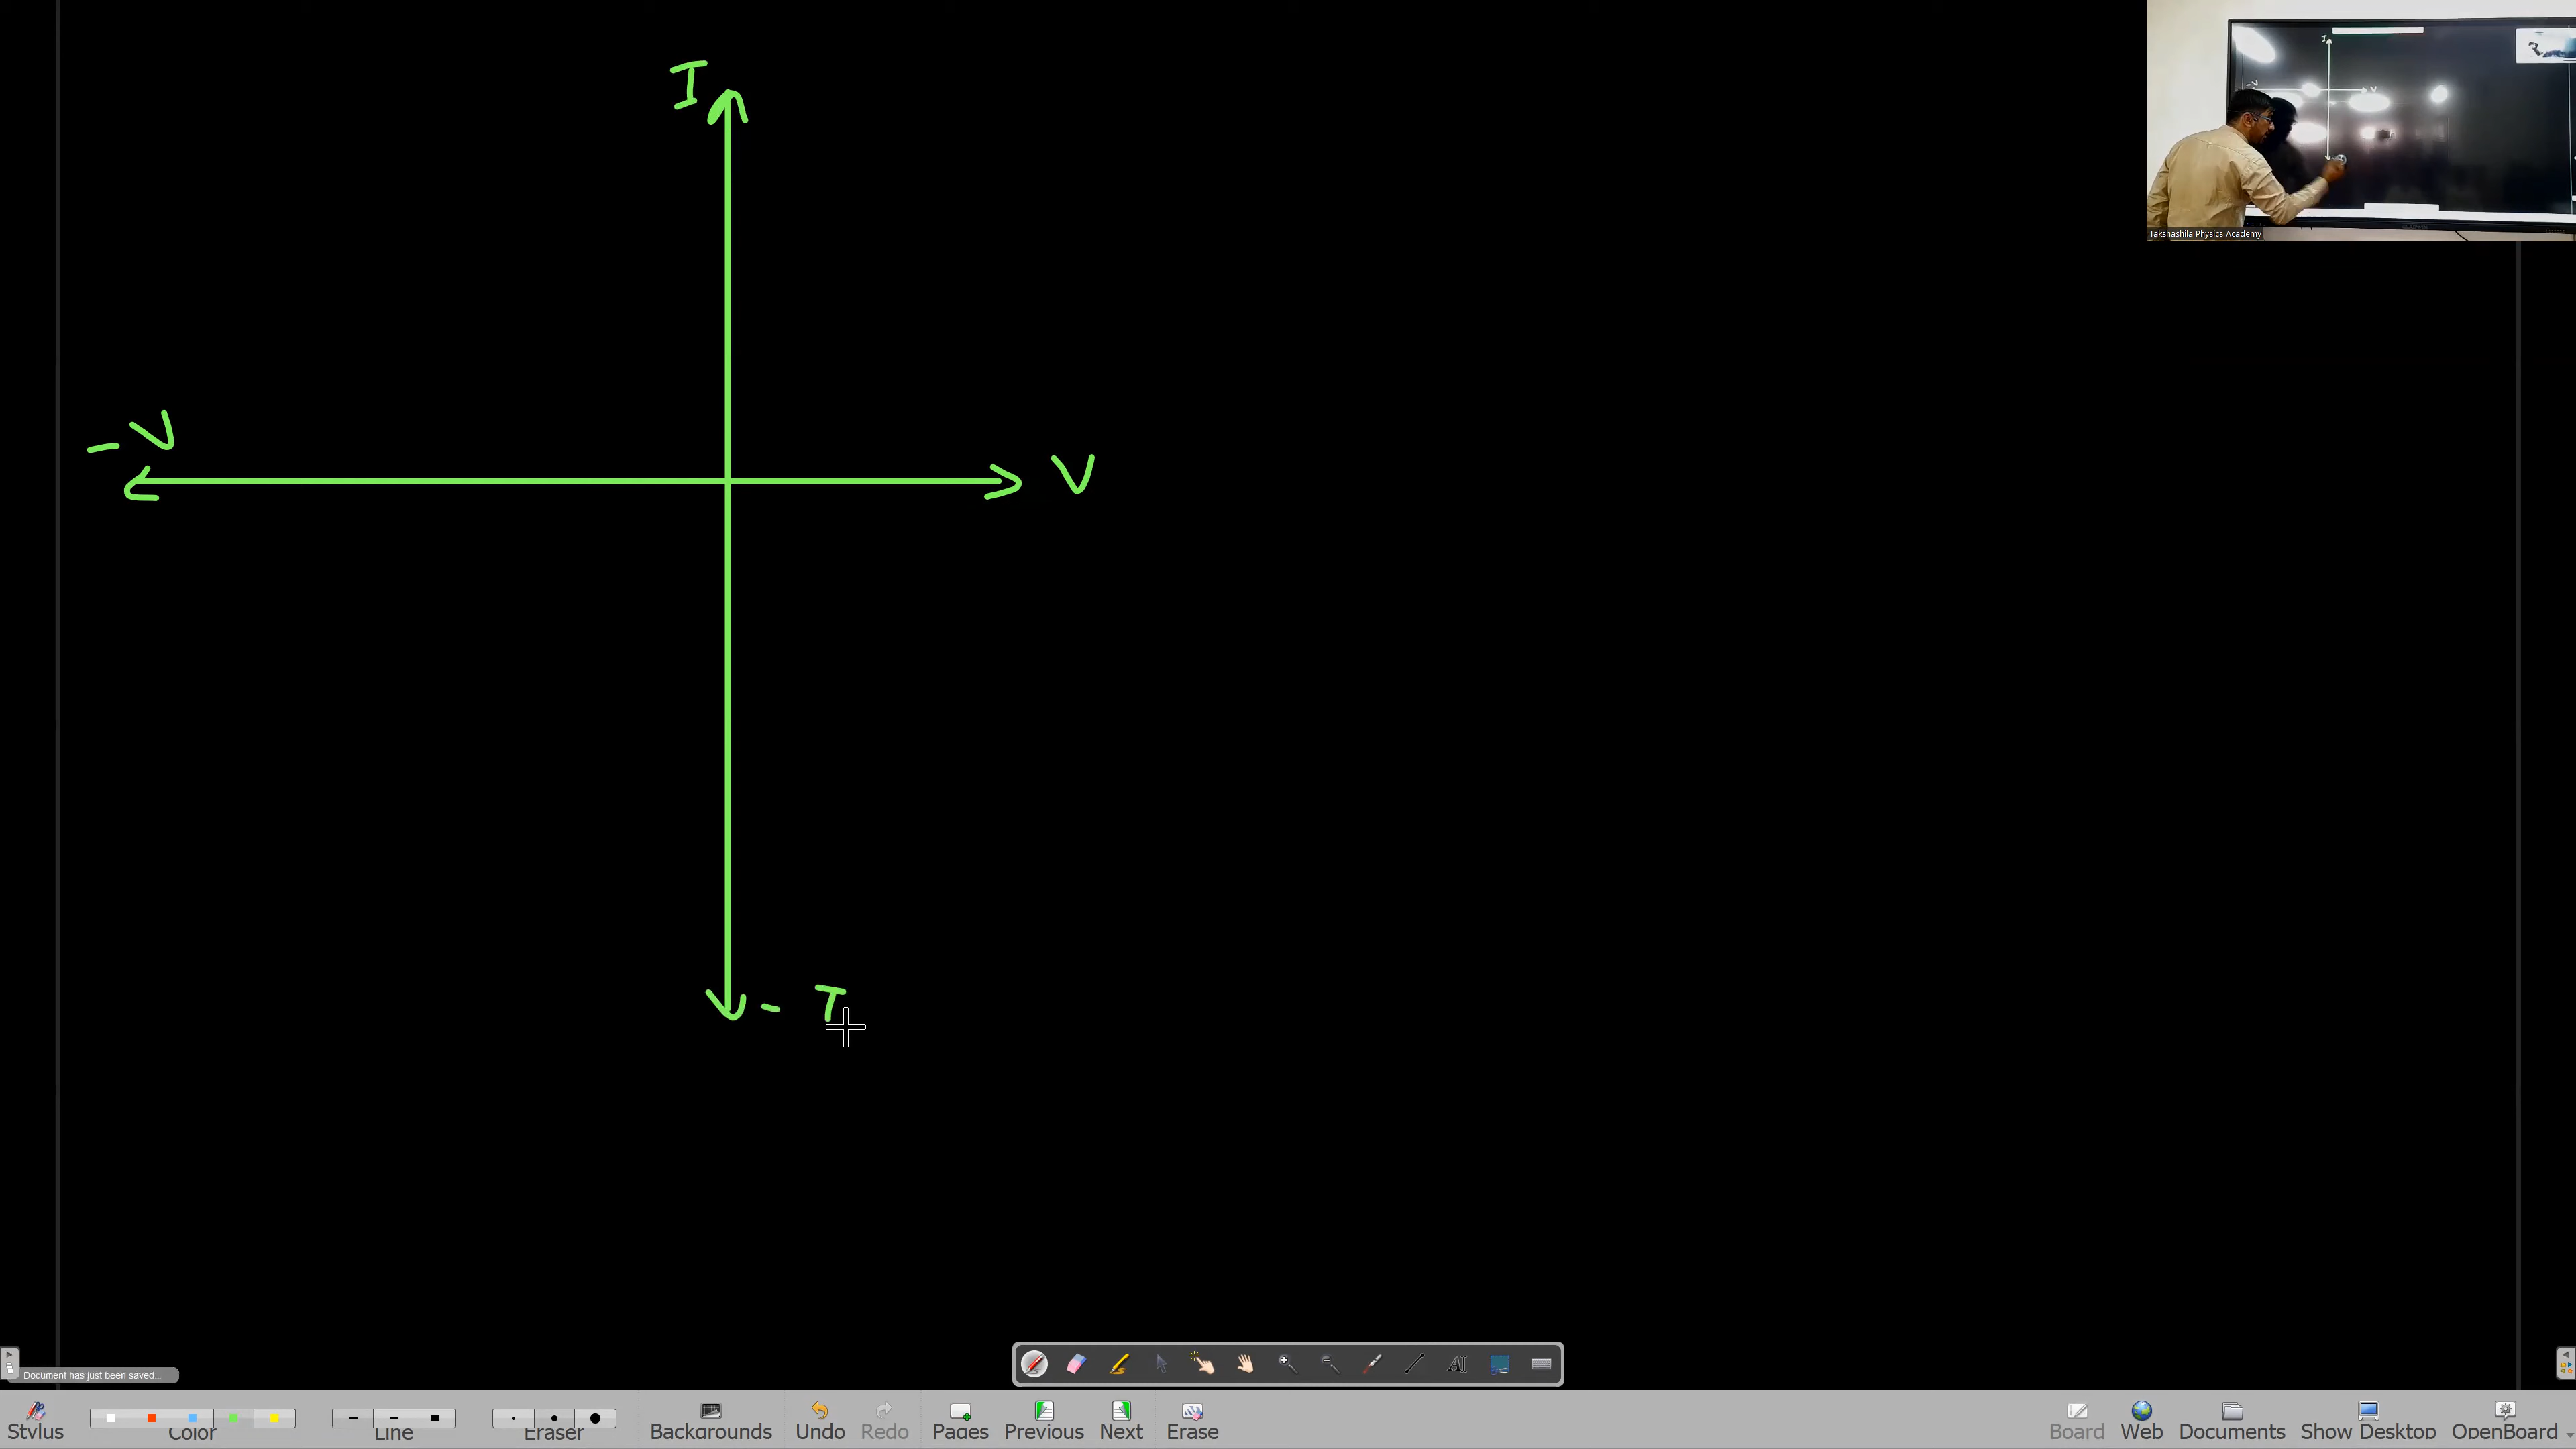 I
Takshashila Physics Academy
-V
V
- I
Document has just been saved...
Stylus Color Line Eraser Backgrounds Undo Redo Pages Previous Next Erase Board Web Documents Show Desktop OpenBoard